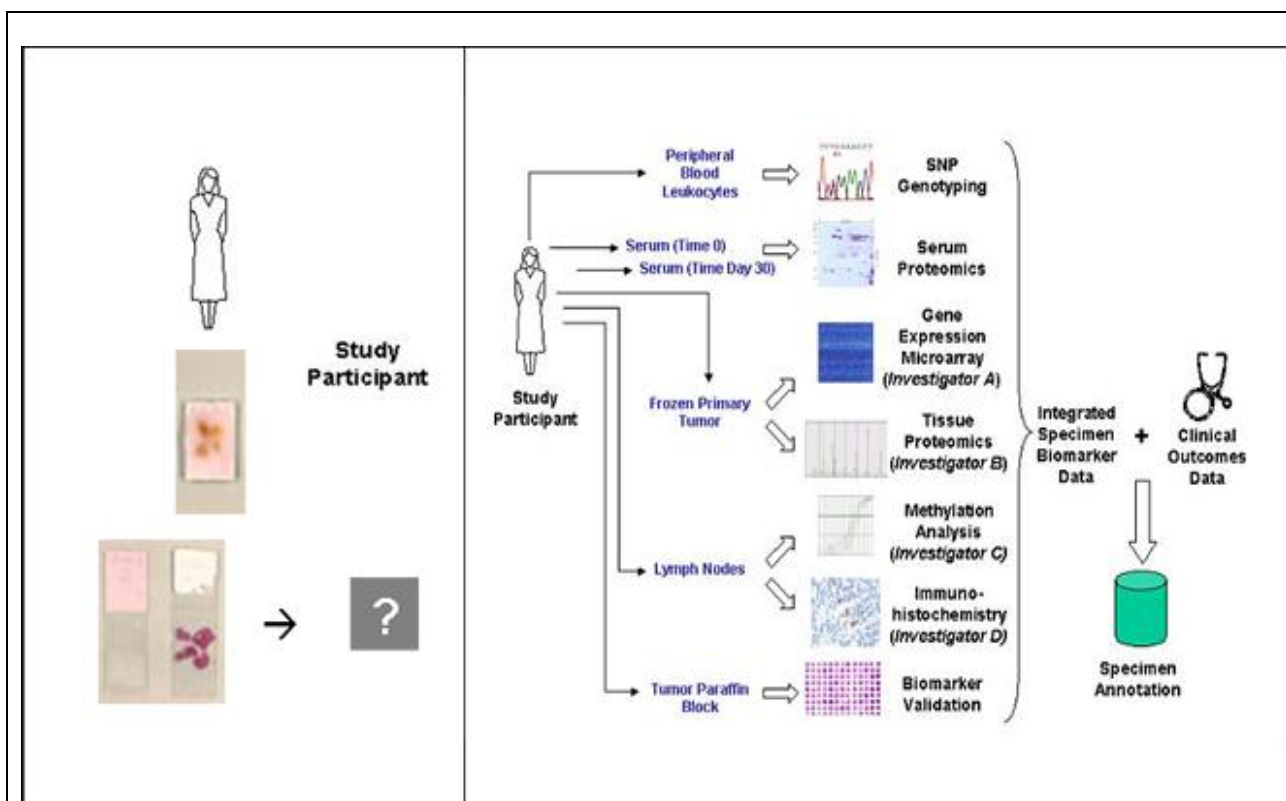 Study
Participant
?
Study
Participant
Peripheral
Blood
Leukocytes
Serum (Time 0)
Serum (Time Day 30)
Frozen Primary
Tumor
Lymph Nodes
Tumor Paraffin
Block
SNP
Genotyping
Serum
Proteomics
Gene
Expression
Microarray
(Investigator A)
Tissue
Proteomics
(Investigator B)
Methylation
Analysis
(Investigator C)
Immuno-
histochemistry
(Investigator D)
Biomarker
Validation
Integrated
Specimen
Biomarker
Data
+
Clinical
Outcomes
Data
Specimen
Annotation